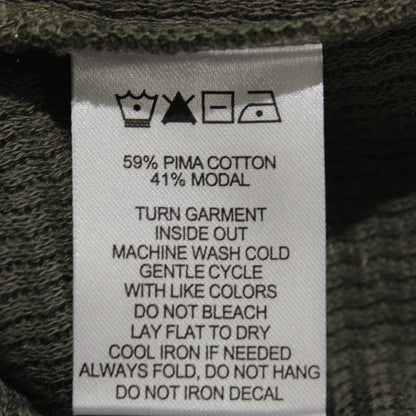 59% PIMA COTTON
41% MODAL
TURN GARMENT
INSIDE OUT
MACHINE WASH COLD
GENTLE CYCLE
WITH LIKE COLORS
DO NOT BLEACH
LAY FLAT TO DRY
COOL IRON IF NEEDED
ALWAYS FOLD, DO NOT HANG
DO NOT IRON DECAL